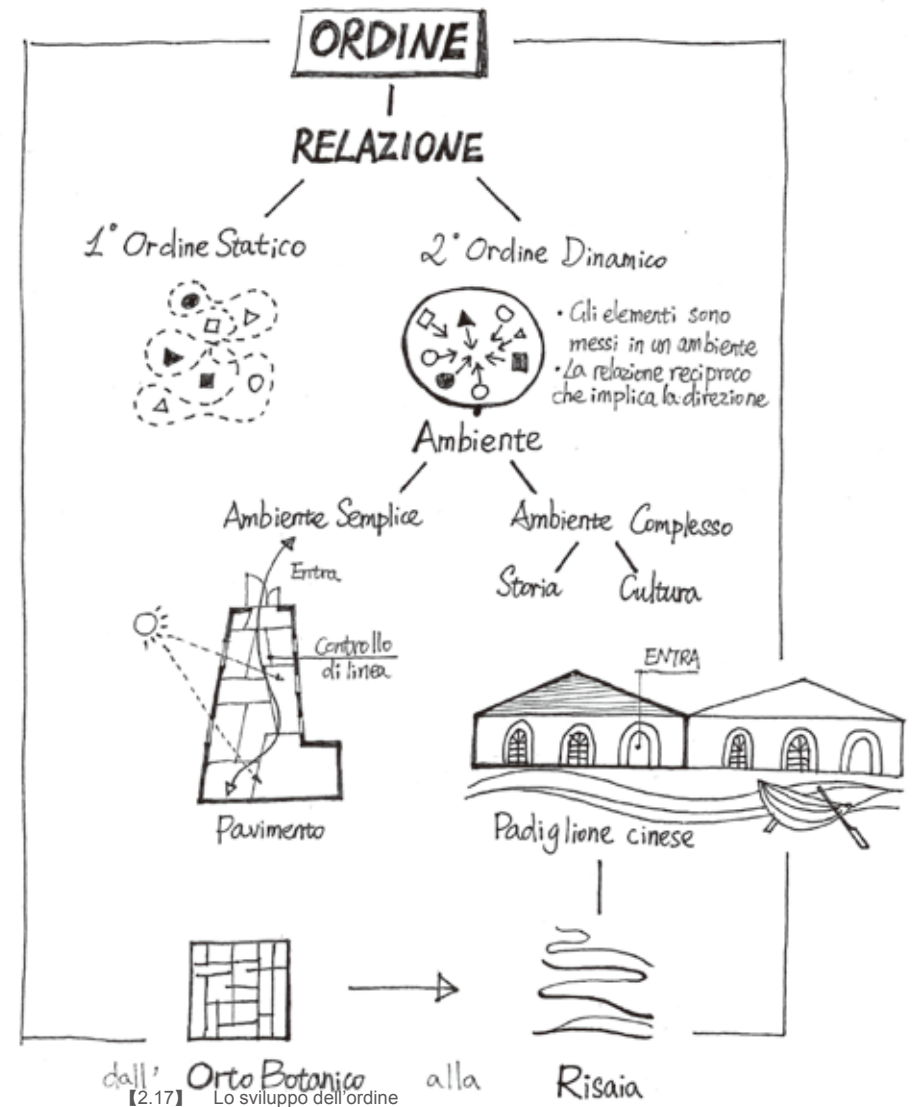 ORDINE
RELAZIONE
1° Ordine Statico
2° Ordine Dinamico
• Gli elementi sono
messi in un ambiente
• La relazione reciproco
che implica la direzione
Ambiente
Ambiente Semplice
Ambiente Complesso
Storia
Cultura
Entra
Controllo
di linea
ENTRA
Pavimento
Padiglione cinese
dall' Orto Botanico alla Risaia
【2.17】 Lo sviluppo dell'ordine